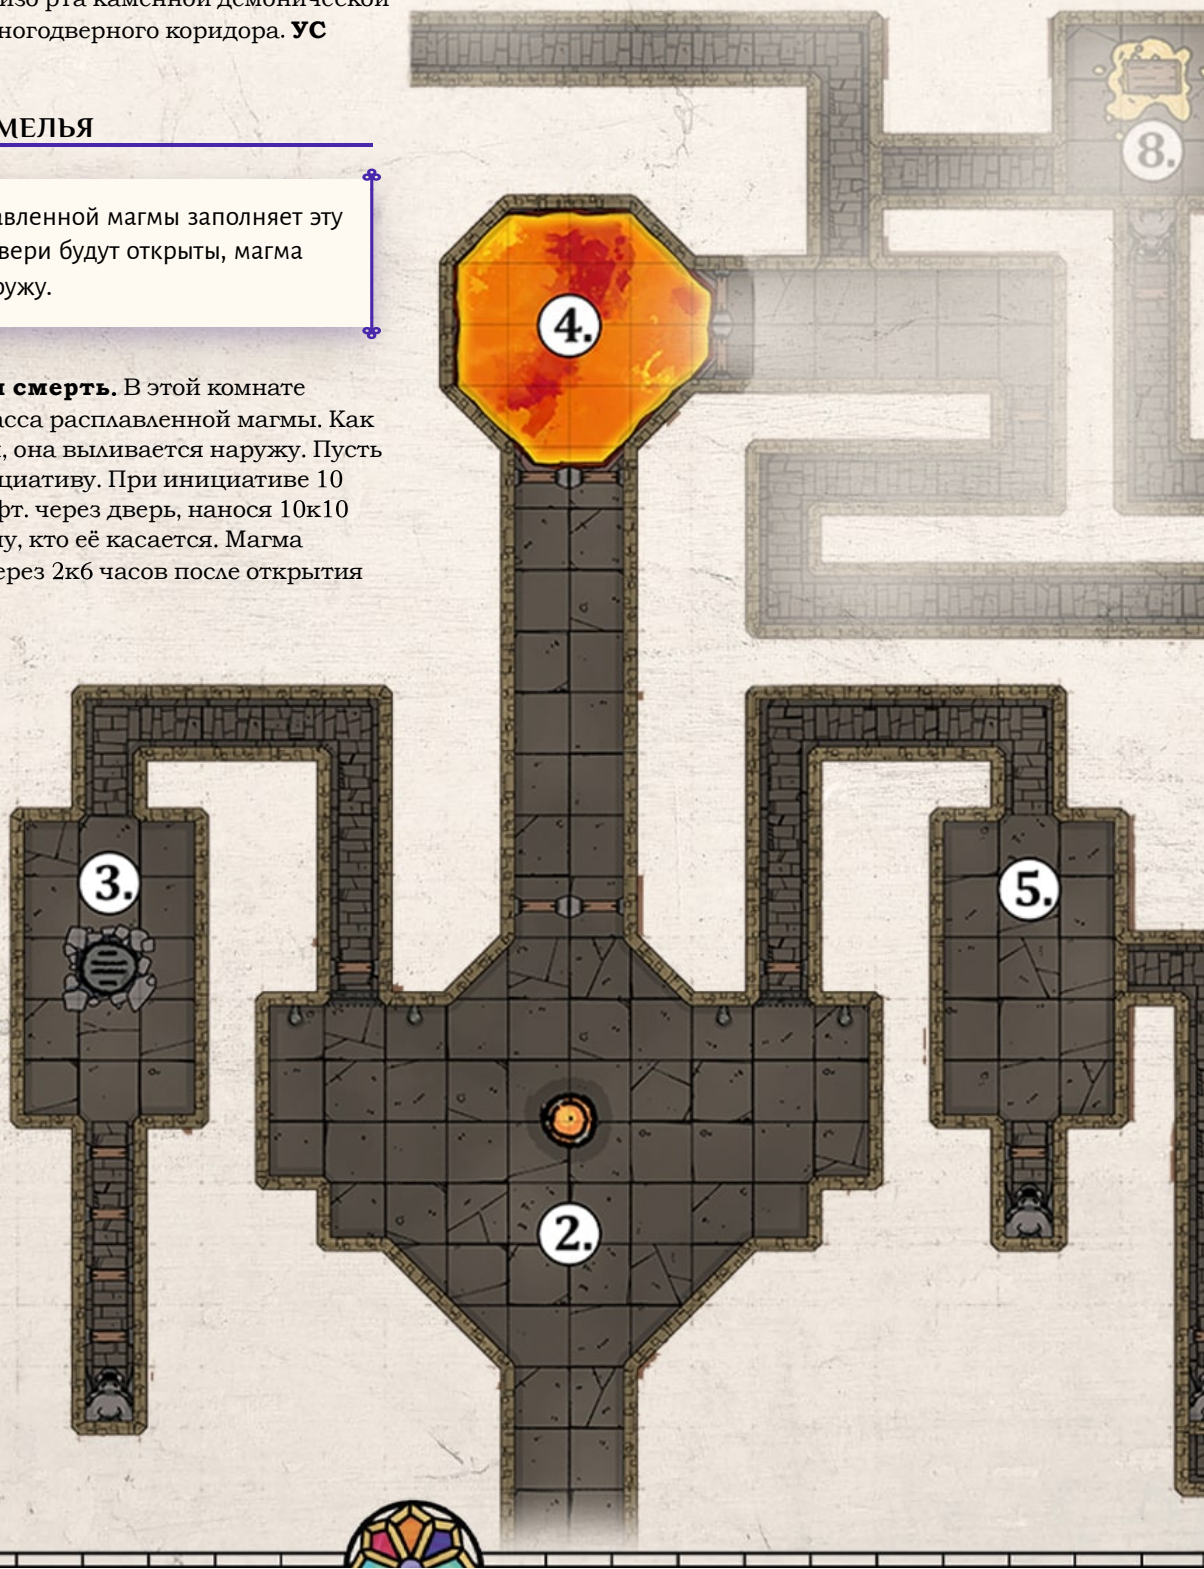 изо рта каменной демонической
ногодверного коридора. УС
МЕЛЬЯ
авленной магмы заполняет эту
вери будут открыты, магма
ружу.
смерть. В этой комнате
асса расплавленной магмы. Как
, она выливается наружу. Пусть
циативу. При инициативе 10
фт. через дверь, нанося 10к10
му, кто её касается. Магма
ерез 2к6 часов после открытия
8.
4.
3.
5.
2.